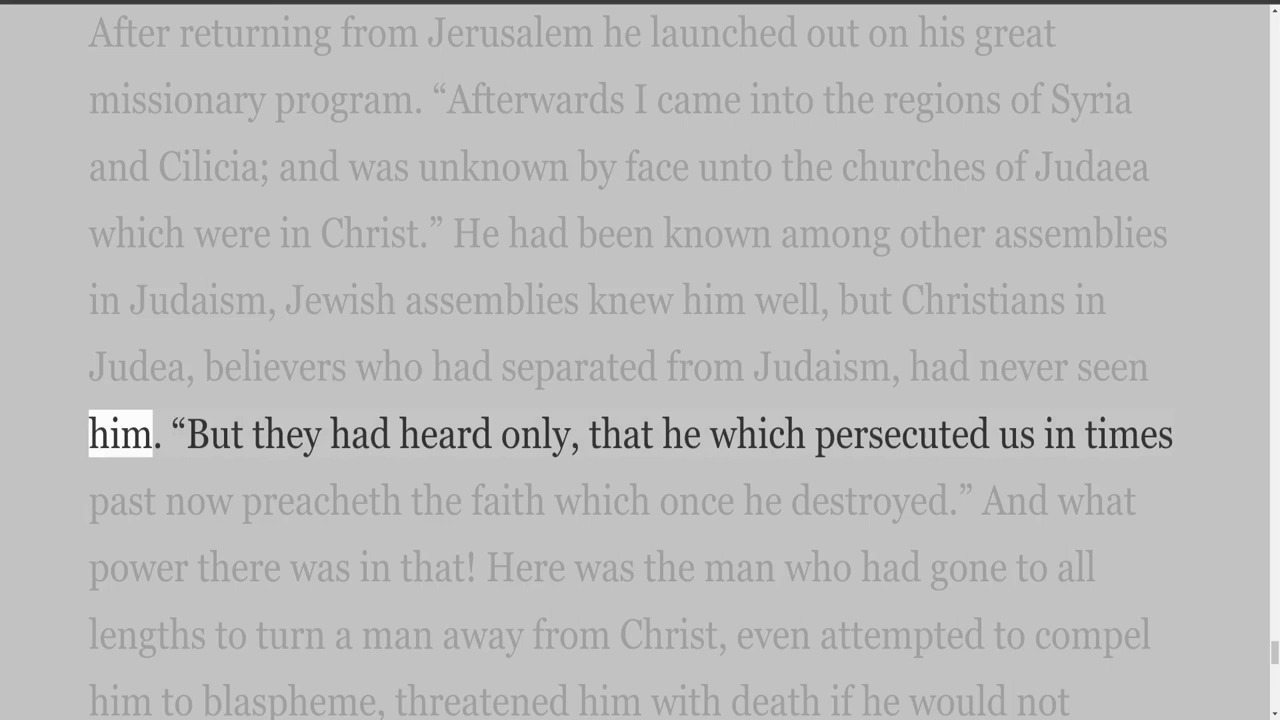 After returning from Jerusalem he launched out on his great
missionary program. “Afterwards I came into the regions of Syria
and Cilicia; and was unknown by face unto the churches of Judaea
which were in Christ.” He had been known among other assemblies
in Judaism, Jewish assemblies knew him well, but Christians in
Judea, believers who had separated from Judaism, had never seen
him. “But they had heard only, that he which persecuted us in times
past now preacheth the faith which once he destroyed.” And what
power there was in that! Here was the man who had gone to all
lengths to turn a man away from Christ, even attempted to compel
him to blaspheme, threatened him with death if he would not